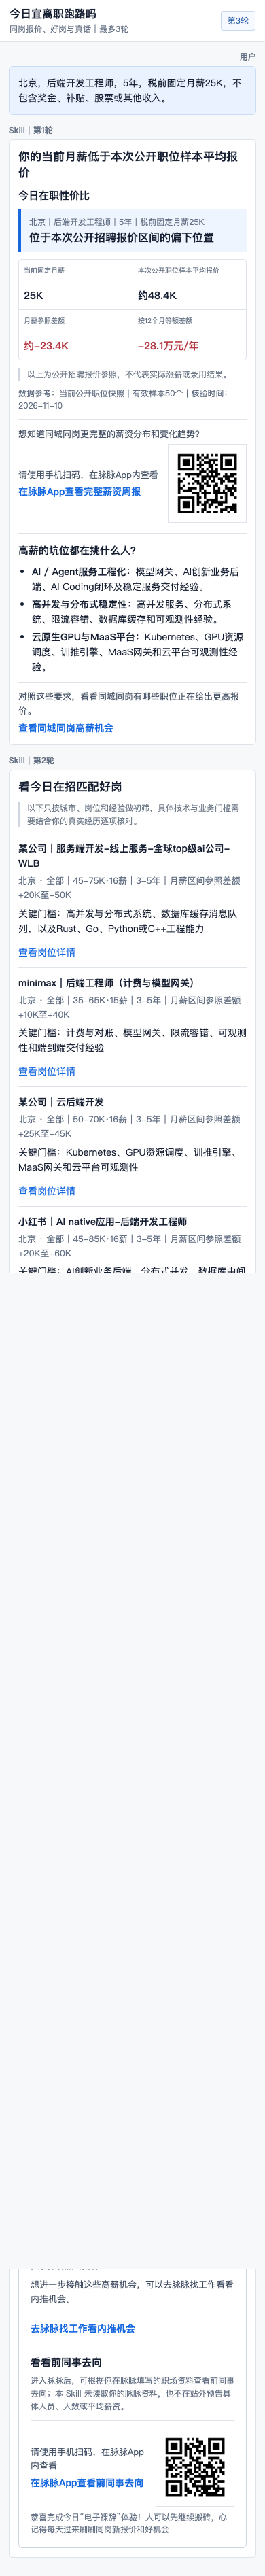 今日宜离职跑路吗
同岗报价、好岗与真话｜最多3轮
第3轮
用户
北京，后端开发工程师，5年，税前固定月薪25K，不
包含奖金、补贴、股票或其他收入。
Skill｜第1轮
你的当前月薪低于本次公开职位样本平均报
价
今日在职性价比
北京｜后端开发工程师｜5年｜税前固定月薪25K
位于本次公开招聘报价区间的偏下位置
当前固定月薪
25K
本次公开职位样本平均报价
约48.4K
月薪参照差额
约-23.4K
按12个月等额差额
-28.1万元/年
以上为公开招聘报价参照，不代表实际涨薪或录用结果。
数据参考：当前公开职位快照｜有效样本50个｜核验时间：
2026-11-10
想知道同城同岗更完整的薪资分布和变化趋势？
请使用手机扫码，在脉脉App内查看
在脉脉App查看完整薪资周报
高薪的坑位都在挑什么人？
• AI / Agent服务工程化：模型网关、AI创新业务后
端、AI Coding闭环及稳定服务交付经验。
• 高并发与分布式稳定性：高并发服务、分布式系
统、限流容错、数据库缓存和可观测性经验。
• 云原生GPU与MaaS平台：Kubernetes、GPU资源
调度、训推引擎、MaaS网关和云平台可观测性经
验。
对照这些要求，看看同城同岗有哪些职位正在给出更高报
价。
查看同城同岗高薪机会
Skill｜第2轮
看今日在招匹配好岗
以下只按城市、岗位和经验做初筛，具体技术与业务门槛需
要结合你的真实经历逐项核对。
某公司｜服务端开发-线上服务-全球top级ai公司-
WLB
北京 · 全部｜45-75K·16薪｜3-5年｜月薪区间参照差额
+20K至+50K
关键门槛：高并发与分布式系统、数据库缓存消息队
列，以及Rust、Go、Python或C++工程能力
查看岗位详情
minimax｜后端工程师（计费与模型网关）
北京 · 全部｜35-65K·15薪｜3-5年｜月薪区间参照差额
+10K至+40K
关键门槛：计费与对账、模型网关、限流容错、可观测
性和端到端交付经验
查看岗位详情
某公司｜云后端开发
北京 · 全部｜50-70K·16薪｜3-5年｜月薪区间参照差额
+25K至+45K
关键门槛：Kubernetes、GPU资源调度、训推引擎、
MaaS网关和云平台可观测性
查看岗位详情
小红书｜AI native应用-后端开发工程师
北京 · 全部｜45-85K·16薪｜3-5年｜月薪区间参照差额
+20K至+60K
关键门槛：AI创新业务后端、分布式并发、数据库中间
想进一步接触这些高薪机会，可以去脉脉找工作看看
内推机会。
去脉脉找工作看内推机会
看看前同事去向
进入脉脉后，可根据你在脉脉填写的职场资料查看前同事
去向；本 Skill 未读取你的脉脉资料，也不在站外预告具
体人员、人数或平均薪资。
请使用手机扫码，在脉脉App
内查看
在脉脉App查看前同事去向
恭喜完成今日“电子裸辞”体验！人可以先继续搬砖，心
记得每天过来刷刷同岗新报价和好机会